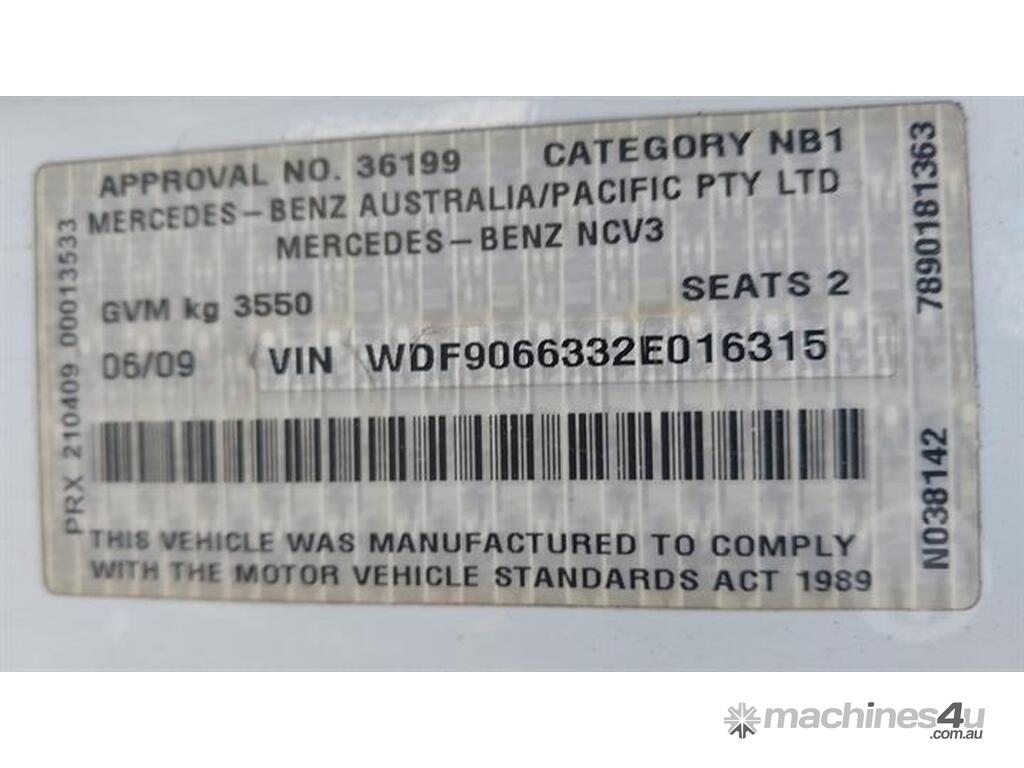 APPROVAL NO. 36199 CATEGORY NB1
MERCEDES-BENZ AUSTRALIA/PACIFIC PTY LTD
MERCEDES-BENZ NCV3
GVM kg 3550 SEATS 2
06/09 VIN WDF9066332E016315
THIS VEHICLE WAS MANUFACTURED TO COMPLY
WITH THE MOTOR VEHICLE STANDARDS ACT 1989
PRX 210409 00013533
789018181363
N038142
machines4u
.com.au